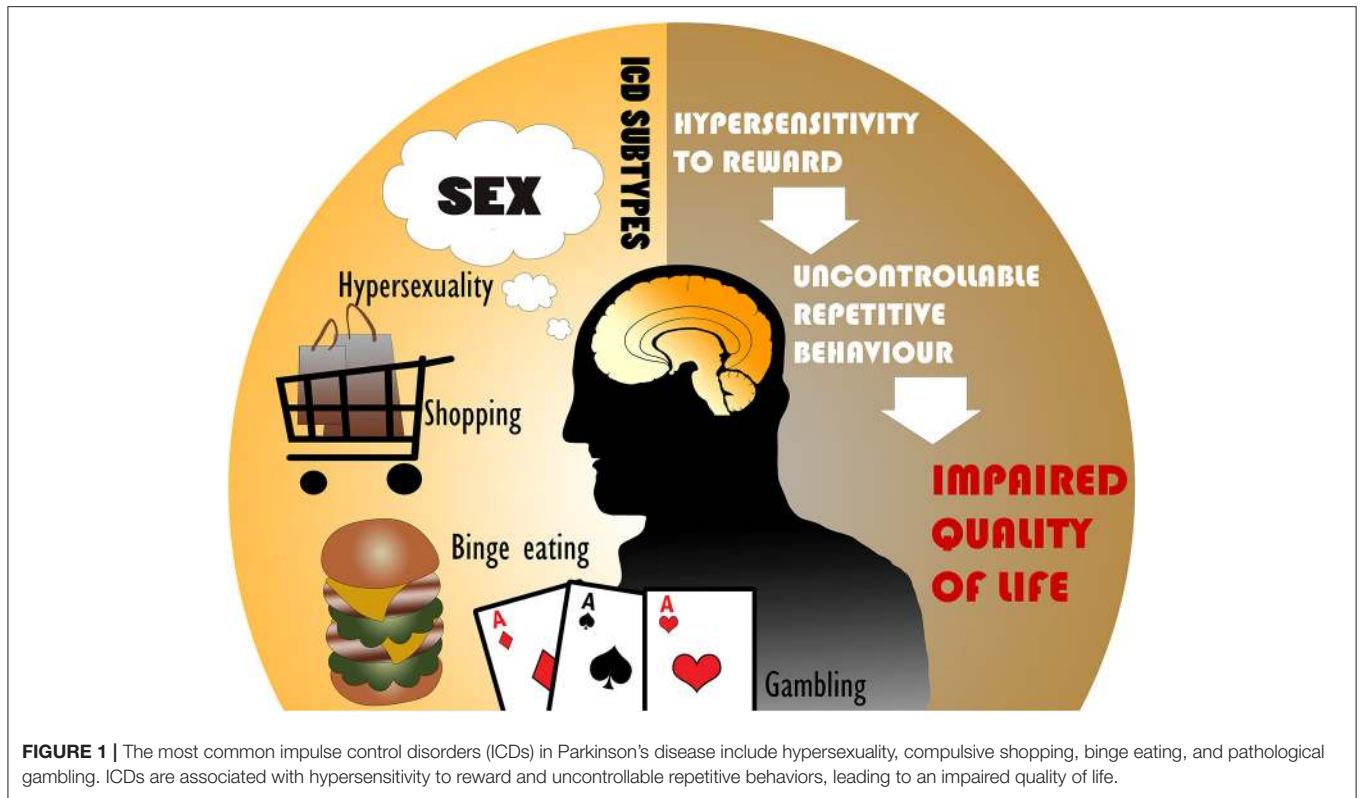 ICD SUBTYPES
SEX
Hypersexuality
Shopping
Binge eating
A
A
A
Gambling
HYPERSENSITIVITY
TO REWARD
UNCONTROLLABLE
REPETITIVE
BEHAVIOUR
IMPAIRED
QUALITY
OF LIFE
FIGURE 1 | The most common impulse control disorders (ICDs) in Parkinson's disease include hypersexuality, compulsive shopping, binge eating, and pathological
gambling. ICDs are associated with hypersensitivity to reward and uncontrollable repetitive behaviors, leading to an impaired quality of life.